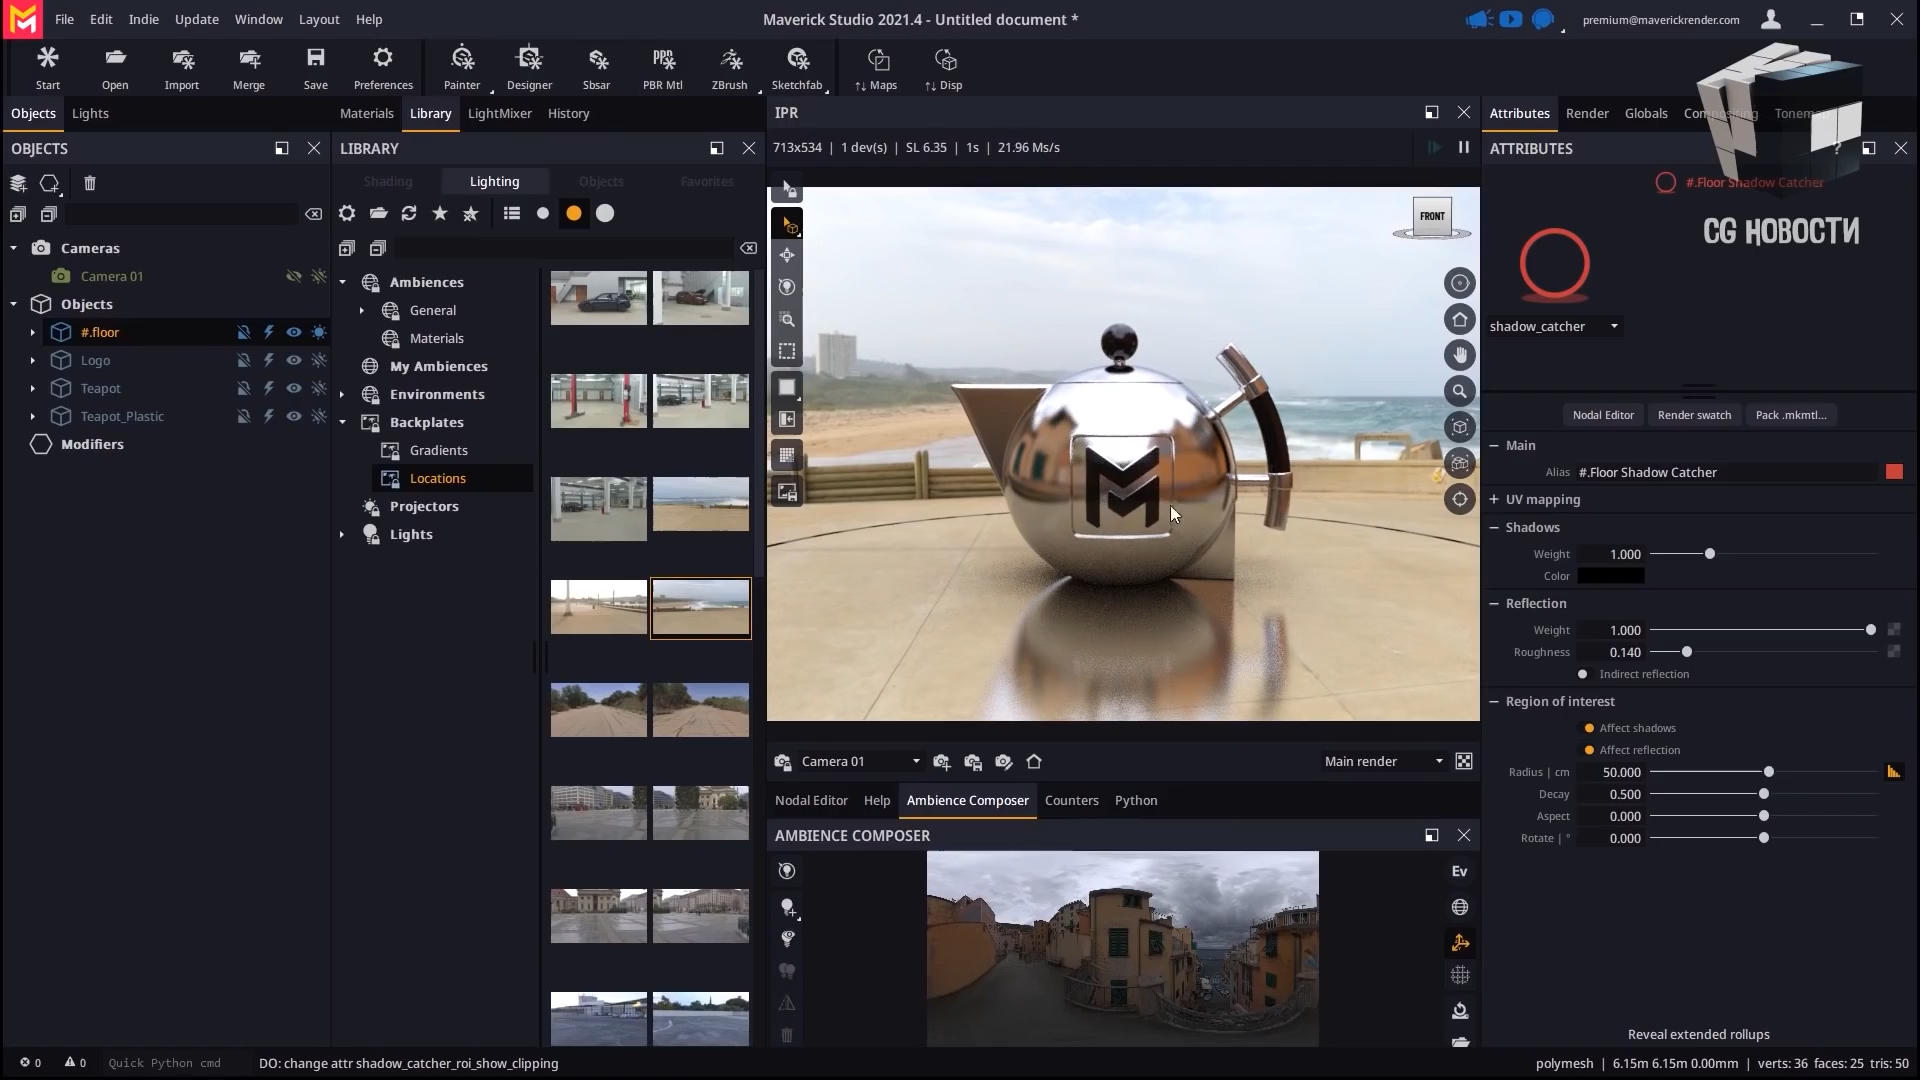 File Edit Indie Update Window Layout Help
Maverick Studio 2021.4 - Untitled document *
premium@maverickrender.com
Start Open Import Merge Save Preferences Painter Designer Sbsar PBR Mtl ZBrush Sketchfab ↑↓ Maps ↑↓ Disp
Objects Lights
Materials Library LightMixer History
IPR
Attributes Render Globals Compositing Tonemap
OBJECTS
LIBRARY
713x534 | 1 dev(s) | SL 6.35 | 1s | 21.96 Ms/s
ATTRIBUTES
Shading Lighting Objects Favorites
#.Floor Shadow Catcher
FRONT
CG НОВОСТИ
Cameras
Camera 01
Objects
#.floor
Logo
Teapot
Teapot_Plastic
Modifiers
Ambiences
General
Materials
My Ambiences
Environments
Backplates
Gradients
Locations
Projectors
Lights
shadow_catcher
Nodal Editor Render swatch Pack .mkmtl...
Main
Alias #.Floor Shadow Catcher
UV mapping
Shadows
Weight 1.000
Color
Reflection
Weight 1.000
Roughness 0.140
Indirect reflection
Region of interest
Affect shadows
Affect reflection
Radius | cm 50.000
Decay 0.500
Aspect 0.000
Rotate | ° 0.000
Camera 01
Main render
Nodal Editor Help Ambience Composer Counters Python
AMBIENCE COMPOSER
Ev
Reveal extended rollups
0 0 Quick Python cmd DO: change attr shadow_catcher_roi_show_clipping
polymesh | 6.15m 6.15m 0.00mm | verts: 36 faces: 25 tris: 50